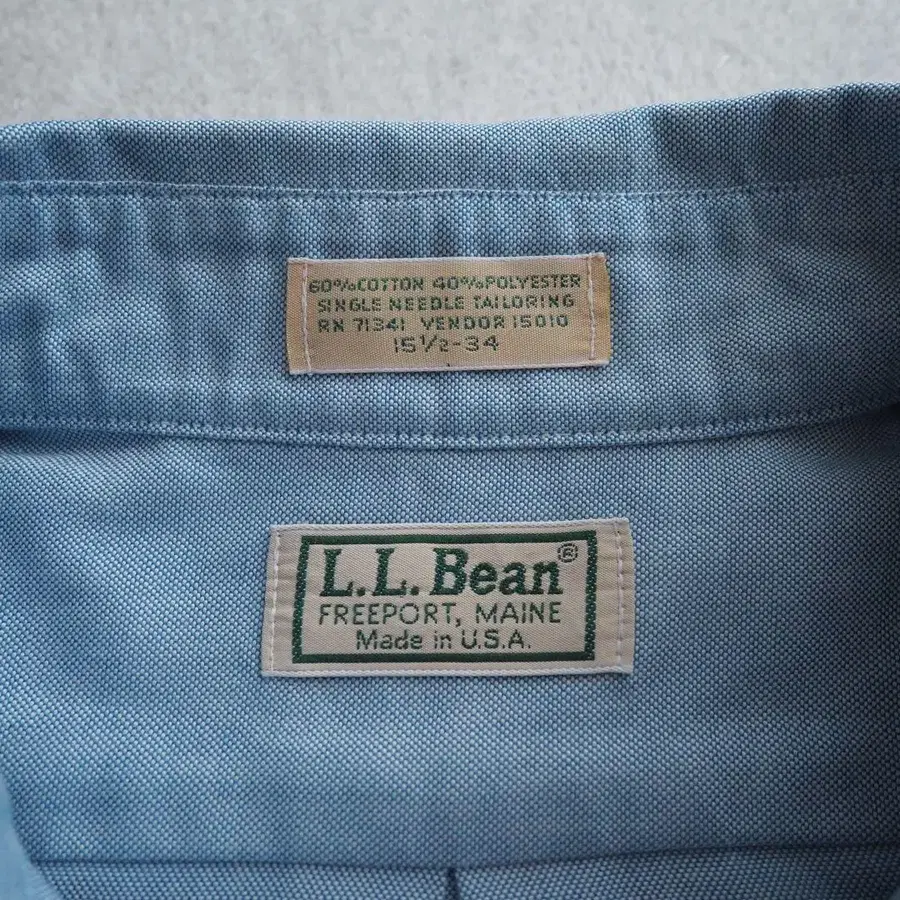 60%COTTON 40%POLYESTER
SINGLE NEEDLE TAILORING
RN 71341 VENDOR 15010
15 1/2-34
L.L.Bean®
FREEPORT, MAINE
Made in U.S.A.